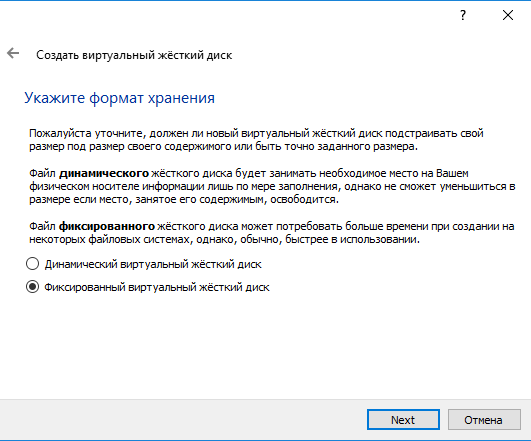 ?
Создать виртуальный жёсткий диск
Укажите формат хранения
Пожалуйста уточните, должен ли новый виртуальный жёсткий диск подстраивать свой
размер под размер своего содержимого или быть точно заданного размера.
Файл динамического жёсткого диска будет занимать необходимое место на Вашем
физическом носителе информации лишь по мере заполнения, однако не сможет уменьшиться в
размере если место, занятое его содержимым, освободится.
Файл фиксированного жёсткого диска может потребовать больше времени при создании на
некоторых файловых системах, однако, обычно, быстрее в использовании.
Динамический виртуальный жёсткий диск
Фиксированный виртуальный жёсткий диск
Next
Отмена